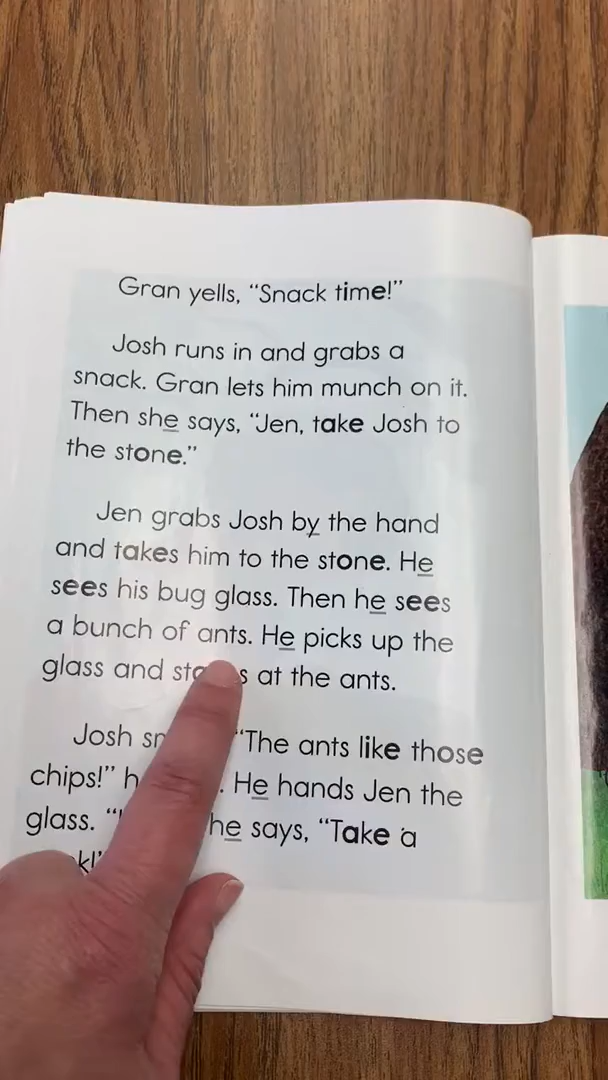 Gran yells, “Snack time!”
Josh runs in and grabs a
snack. Gran lets him munch on it.
Then she says, “Jen, take Josh to
the stone.”
Jen grabs Josh by the hand
and takes him to the stone. He
sees his bug glass. Then he sees
a bunch of ants. He picks up the
glass and at the ants.
Josh “The ants like those
chips!” He hands Jen the
glass. he says, “Take a